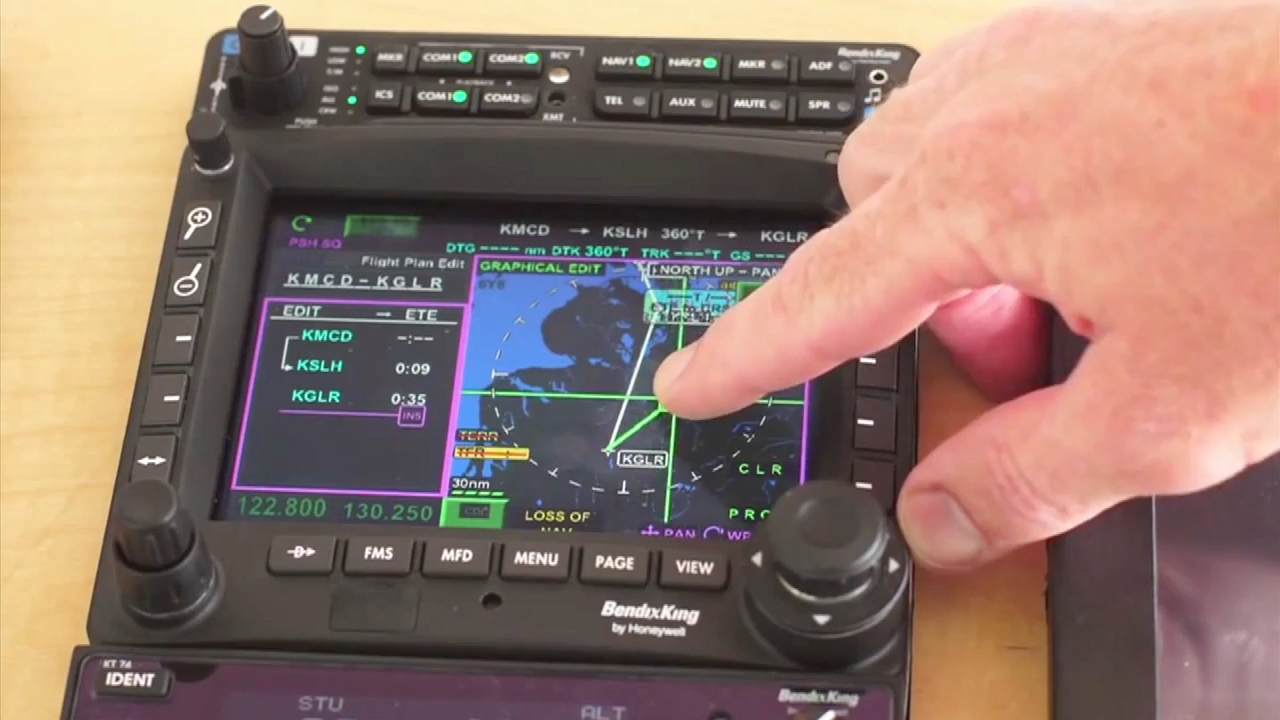 BendixKing
MKR COM1 COM2 RCV NAV1 NAV2 MKR ADF
ICS COM1 COM2 XMT TEL AUX MUTE SPR
KMCD → KSLH 360°T → KGLR
PSH SQ
DTG ---- nm DTK 360°T TRK ---°T GS ---
Flight Plan Edit
KMCD-KGLR
EDIT → ETE
KMCD -:--
KSLH 0:09
KGLR 0:35
INS
GRAPHICAL EDIT
NORTH UP - PAN
KGLR
TERR
TFR
30nm
CLR
LOSS OF
NAV
PRO
PAN
122.800 130.250
CDI
FMS MFD MENU PAGE VIEW
BendixKing
by Honeywell
KT 74
IDENT
STU
ALT
BendixKing